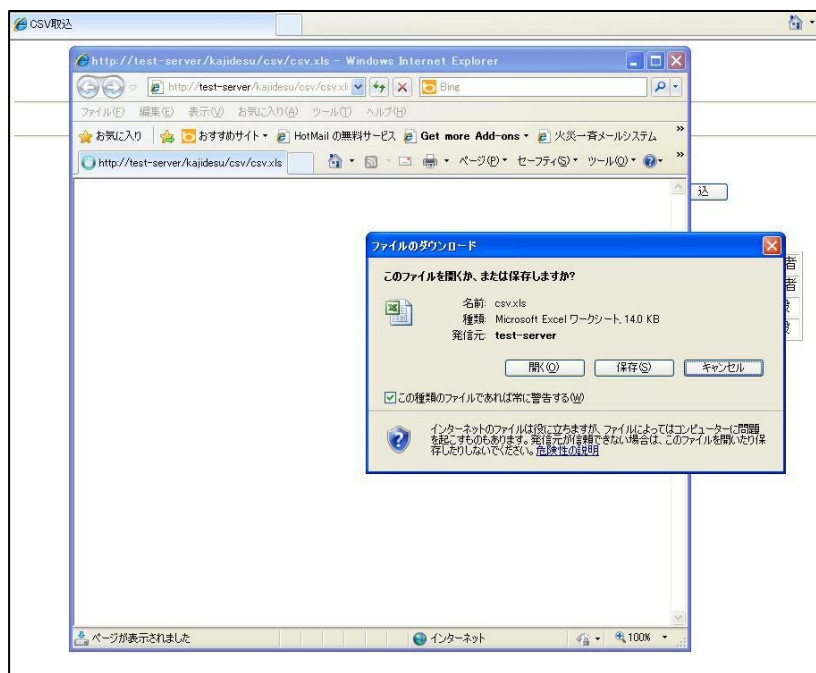 CSV取込
http://test-server/kajidesu/csv/csv.xls - Windows Internet Explorer
http://test-server/kajidesu/csv/csv.xl
Bing
ファイル(F) 編集(E) 表示(V) お気に入り(A) ツール(T) ヘルプ(H)
お気に入り おすすめサイト HotMail の無料サービス Get more Add-ons 火災一斉メールシステム
http://test-server/kajidesu/csv/csv.xls ページ(P) セーフティ(S) ツール(O)
込
ファイルのダウンロード
このファイルを開くか、または保存しますか?
名前: csv.xls
種類: Microsoft Excel ワークシート, 14.0 KB
発信元: test-server
開く(O) 保存(S) キャンセル
この種類のファイルであれば常に警告する(W)
インターネットのファイルは役に立ちますが、ファイルによってはコンピューターに問題
を起こすものもあります。発信元が信頼できない場合は、このファイルを開いたり保
存したりしないでください。危険性の説明
者
者
ページが表示されました インターネット 100%